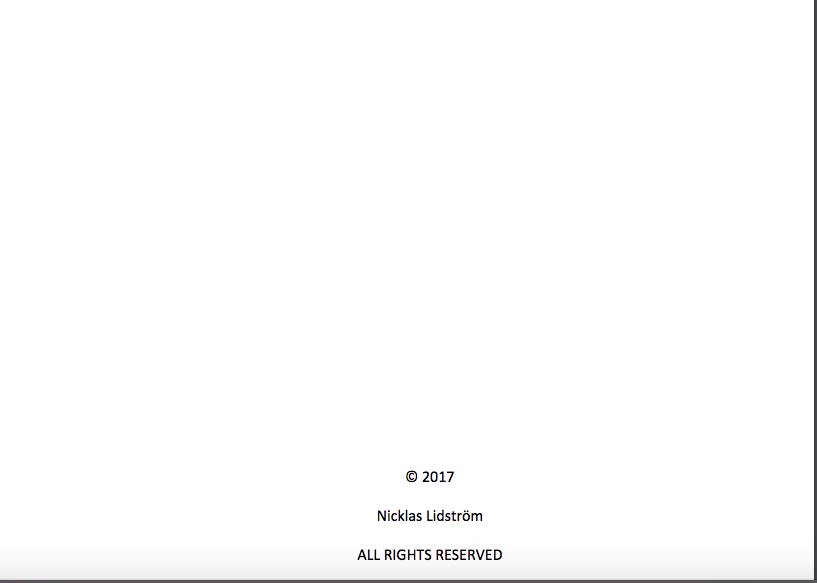 © 2017
Nicklas Lidström
ALL RIGHTS RESERVED